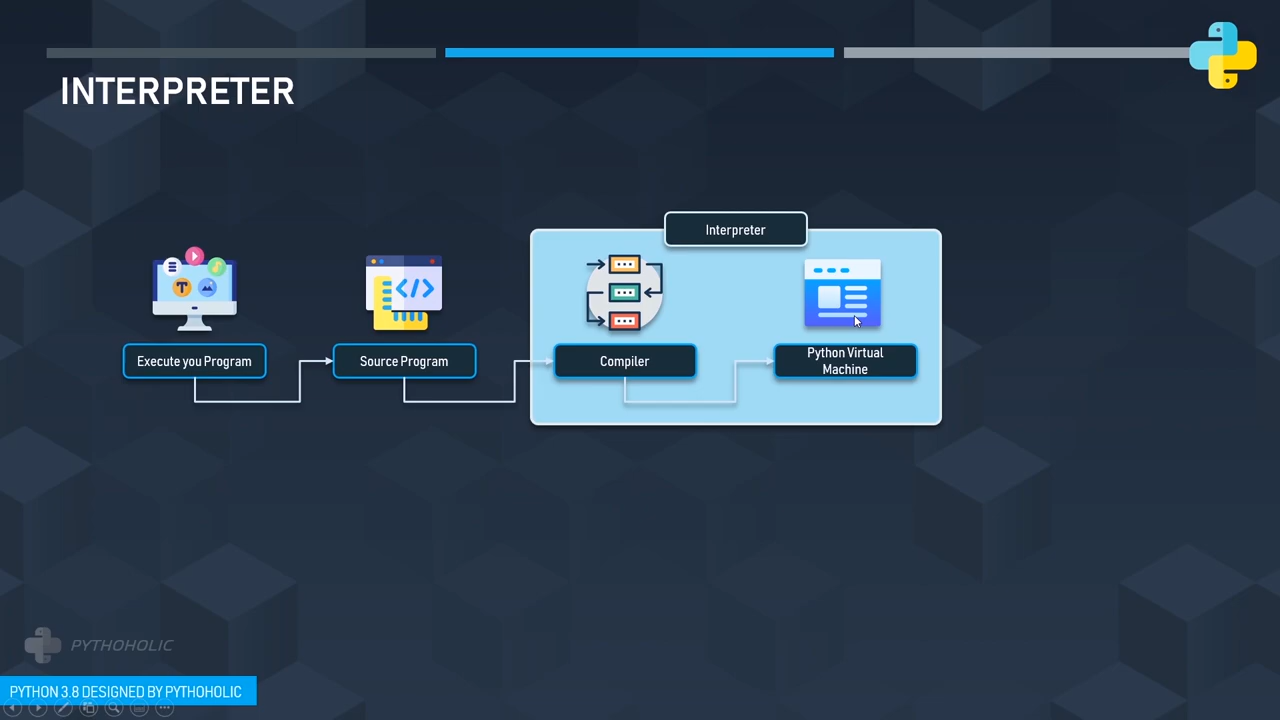 INTERPRETER
Interpreter
Execute you Program
Source Program
Compiler
Python Virtual
Machine
PYTHOHOLIC
PYTHON 3.8 DESIGNED BY PYTHOHOLIC